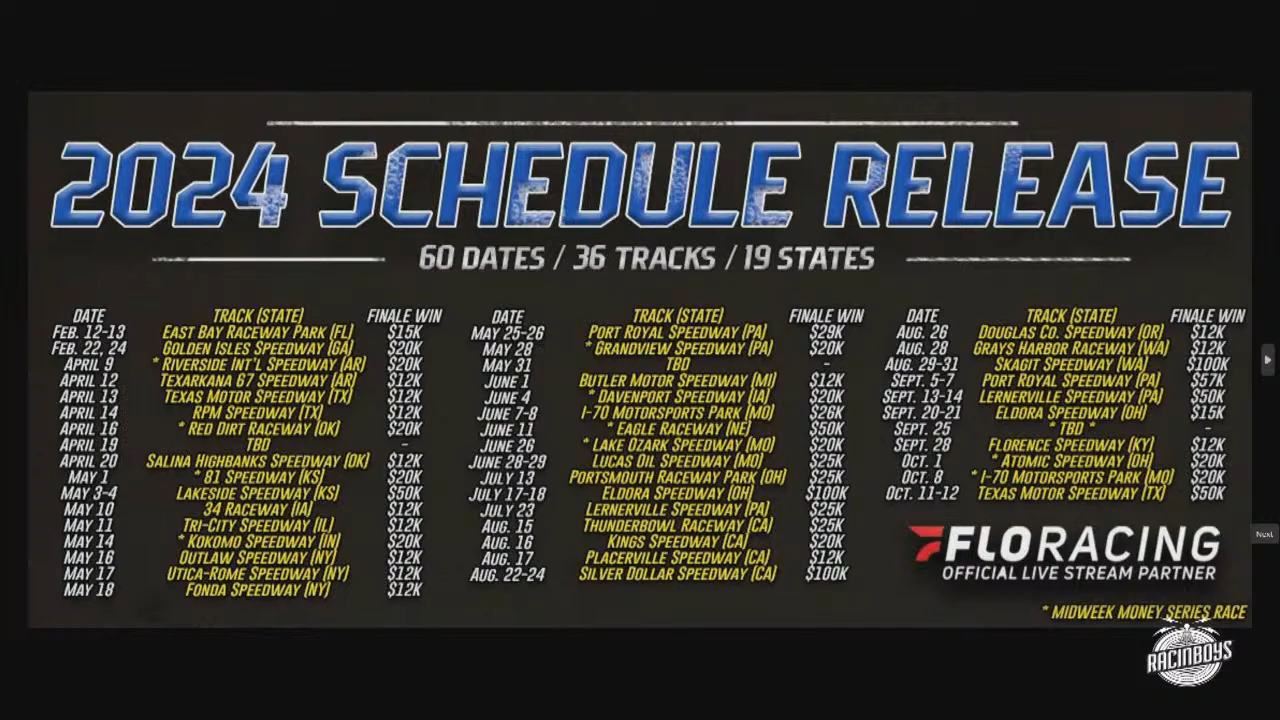 2024 SCHEDULE RELEASE
60 DATES / 36 TRACKS / 19 STATES
DATE TRACK (STATE) FINALE WIN
FEB. 12-13 EAST BAY RACEWAY PARK (FL) $15K
FEB. 22, 24 GOLDEN ISLES SPEEDWAY (GA) $20K
APRIL 9 * RIVERSIDE INT'L SPEEDWAY (AR) $20K
APRIL 12 TEXARKANA 67 SPEEDWAY (AR) $12K
APRIL 13 TEXAS MOTOR SPEEDWAY (TX) $12K
APRIL 14 RPM SPEEDWAY (TX) $12K
APRIL 16 * RED DIRT RACEWAY (OK) $20K
APRIL 19 TBD -
APRIL 20 SALINA HIGHBANKS SPEEDWAY (OK) $12K
MAY 1 * 81 SPEEDWAY (KS) $20K
MAY 3-4 LAKESIDE SPEEDWAY (KS) $50K
MAY 10 34 RACEWAY (IA) $12K
MAY 11 TRI-CITY SPEEDWAY (IL) $12K
MAY 14 * KOKOMO SPEEDWAY (IN) $20K
MAY 16 OUTLAW SPEEDWAY (NY) $12K
MAY 17 UTICA-ROME SPEEDWAY (NY) $12K
MAY 18 FONDA SPEEDWAY (NY) $12K
DATE TRACK (STATE) FINALE WIN
MAY 25-26 PORT ROYAL SPEEDWAY (PA) $29K
MAY 28 * GRANDVIEW SPEEDWAY (PA) $20K
MAY 31 TBD -
JUNE 1 BUTLER MOTOR SPEEDWAY (MI) $12K
JUNE 4 * DAVENPORT SPEEDWAY (IA) $20K
JUNE 7-8 I-70 MOTORSPORTS PARK (MO) $26K
JUNE 11 * EAGLE RACEWAY (NE) $50K
JUNE 26 * LAKE OZARK SPEEDWAY (MO) $20K
JUNE 28-29 LUCAS OIL SPEEDWAY (MO) $25K
JULY 13 PORTSMOUTH RACEWAY PARK (OH) $25K
JULY 17-18 ELDORA SPEEDWAY (OH) $100K
JULY 23 LERNERVILLE SPEEDWAY (PA) $25K
AUG. 15 THUNDERBOWL RACEWAY (CA) $25K
AUG. 16 KINGS SPEEDWAY (CA) $20K
AUG. 17 PLACERVILLE SPEEDWAY (CA) $12K
AUG. 22-24 SILVER DOLLAR SPEEDWAY (CA) $100K
DATE TRACK (STATE) FINALE WIN
AUG. 26 DOUGLAS CO. SPEEDWAY (OR) $12K
AUG. 28 GRAYS HARBOR RACEWAY (WA) $12K
AUG. 29-31 SKAGIT SPEEDWAY (WA) $100K
SEPT. 5-7 PORT ROYAL SPEEDWAY (PA) $57K
SEPT. 13-14 LERNERVILLE SPEEDWAY (PA) $50K
SEPT. 20-21 ELDORA SPEEDWAY (OH) $15K
SEPT. 25 * TBD * -
SEPT. 28 FLORENCE SPEEDWAY (KY) $12K
OCT. 1 * ATOMIC SPEEDWAY (OH) $20K
OCT. 8 * I-70 MOTORSPORTS PARK (MO) $20K
OCT. 11-12 TEXAS MOTOR SPEEDWAY (TX) $50K
FLORACING
OFFICIAL LIVE STREAM PARTNER
* MIDWEEK MONEY SERIES RACE
Next
RACINBOYS